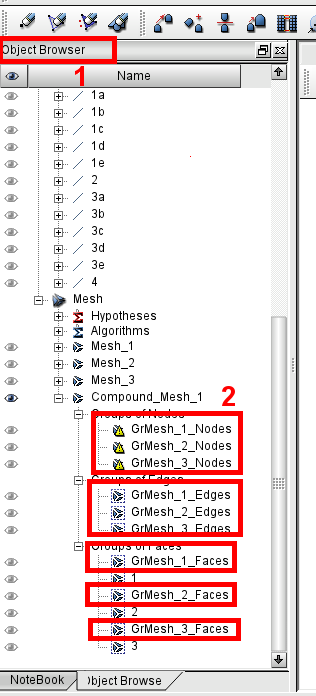 Object Browser
1
Name
1a
1b
1c
1d
1e
2
3a
3b
3c
3d
3e
4
Mesh
Hypotheses
Algorithms
Mesh_1
Mesh_2
Mesh_3
Compound_Mesh_1
2
Groups of Nodes
GrMesh_1_Nodes
GrMesh_2_Nodes
GrMesh_3_Nodes
Groups of Edges
GrMesh_1_Edges
GrMesh_2_Edges
GrMesh_3_Edges
Groups of Faces
GrMesh_1_Faces
1
GrMesh_2_Faces
2
GrMesh_3_Faces
3
NoteBook
Object Browse